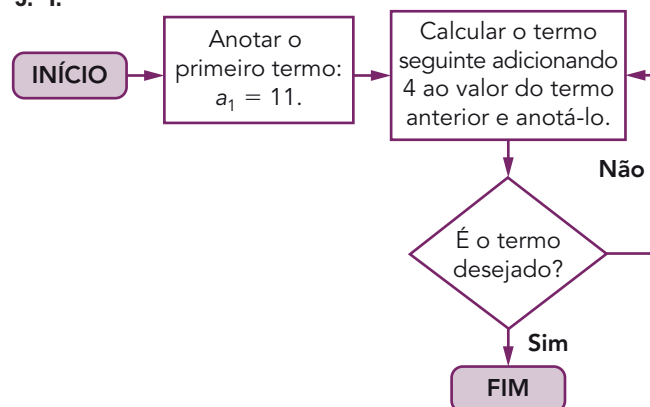 INÍCIO
Anotar o
primeiro termo:
a₁ = 11.
Calcular o termo
seguinte adicionando
4 ao valor do termo
anterior e anotá-lo.
Não
É o termo
desejado?
Sim
FIM